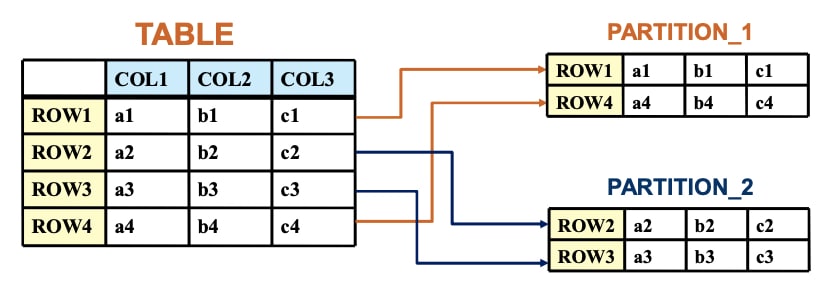 TABLE
COL1 COL2 COL3
ROW1 a1 b1 c1
ROW2 a2 b2 c2
ROW3 a3 b3 c3
ROW4 a4 b4 c4
PARTITION_1
ROW1 a1 b1 c1
ROW4 a4 b4 c4
PARTITION_2
ROW2 a2 b2 c2
ROW3 a3 b3 c3